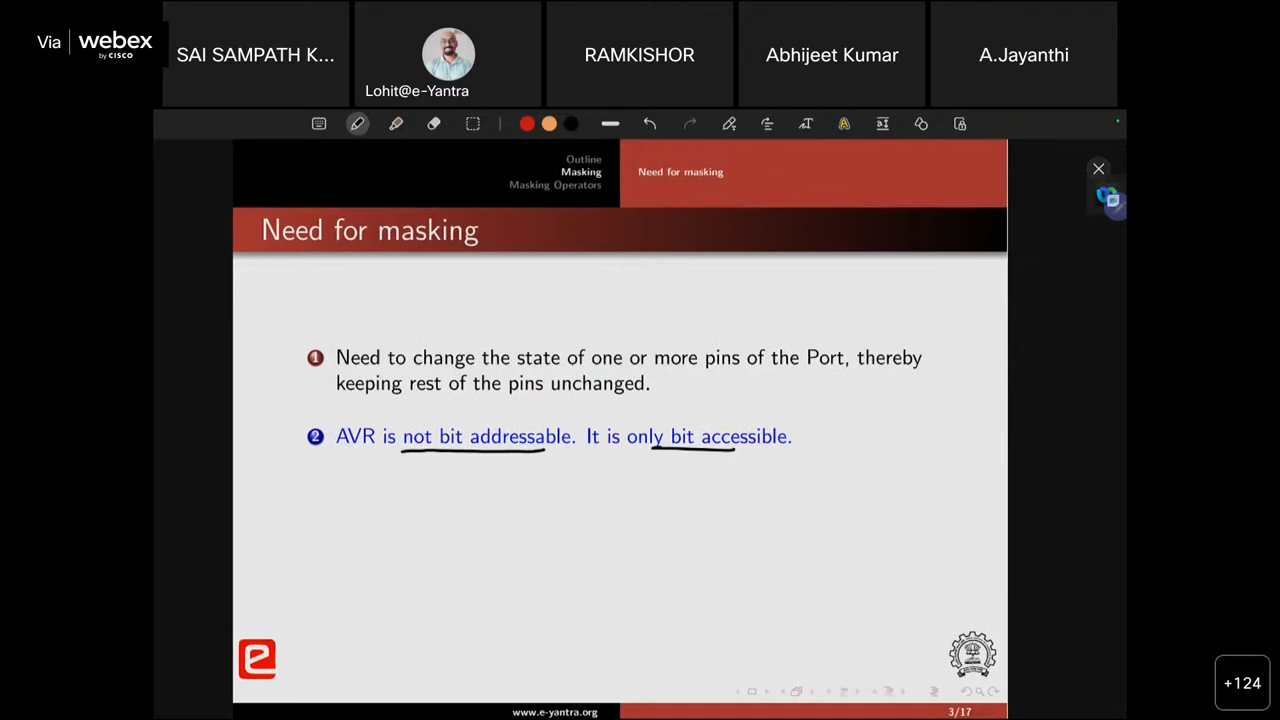 Via webex
by CISCO
SAI SAMPATH K...
Lohit@e-Yantra
RAMKISHOR
Abhijeet Kumar
A.Jayanthi
Outline
Masking
Masking Operators
Need for masking
Need for masking
1 Need to change the state of one or more pins of the Port, thereby
keeping rest of the pins unchanged.
2 AVR is not bit addressable. It is only bit accessible.
www.e-yantra.org
3/17
+124